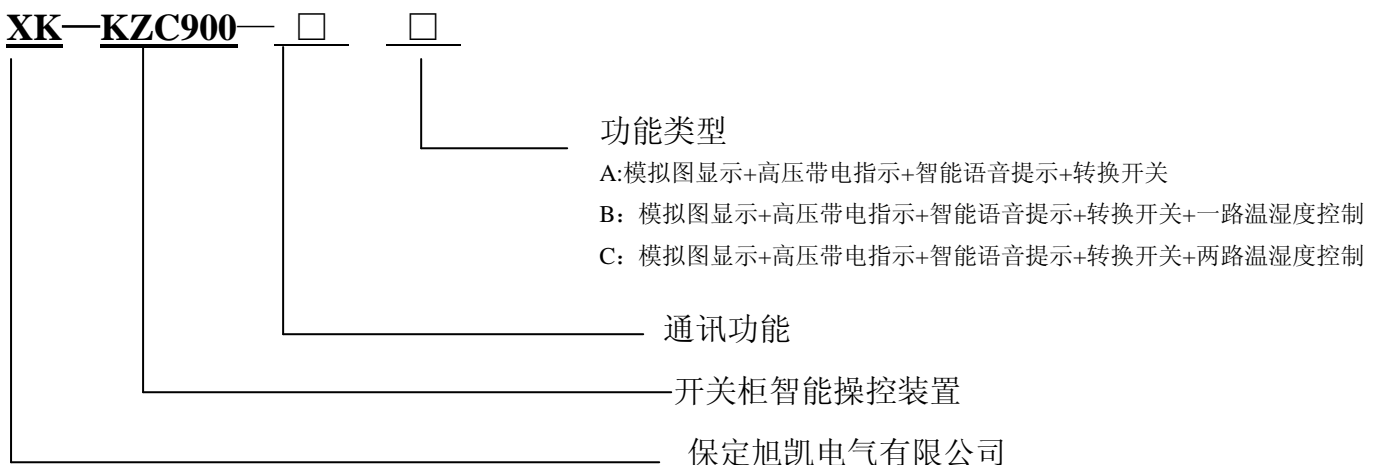 XK—KZC900—□ □
功能类型
A:模拟图显示+高压带电指示+智能语音提示+转换开关
B：模拟图显示+高压带电指示+智能语音提示+转换开关+一路温湿度控制
C：模拟图显示+高压带电指示+智能语音提示+转换开关+两路温湿度控制
通讯功能
开关柜智能操控装置
保定旭凯电气有限公司